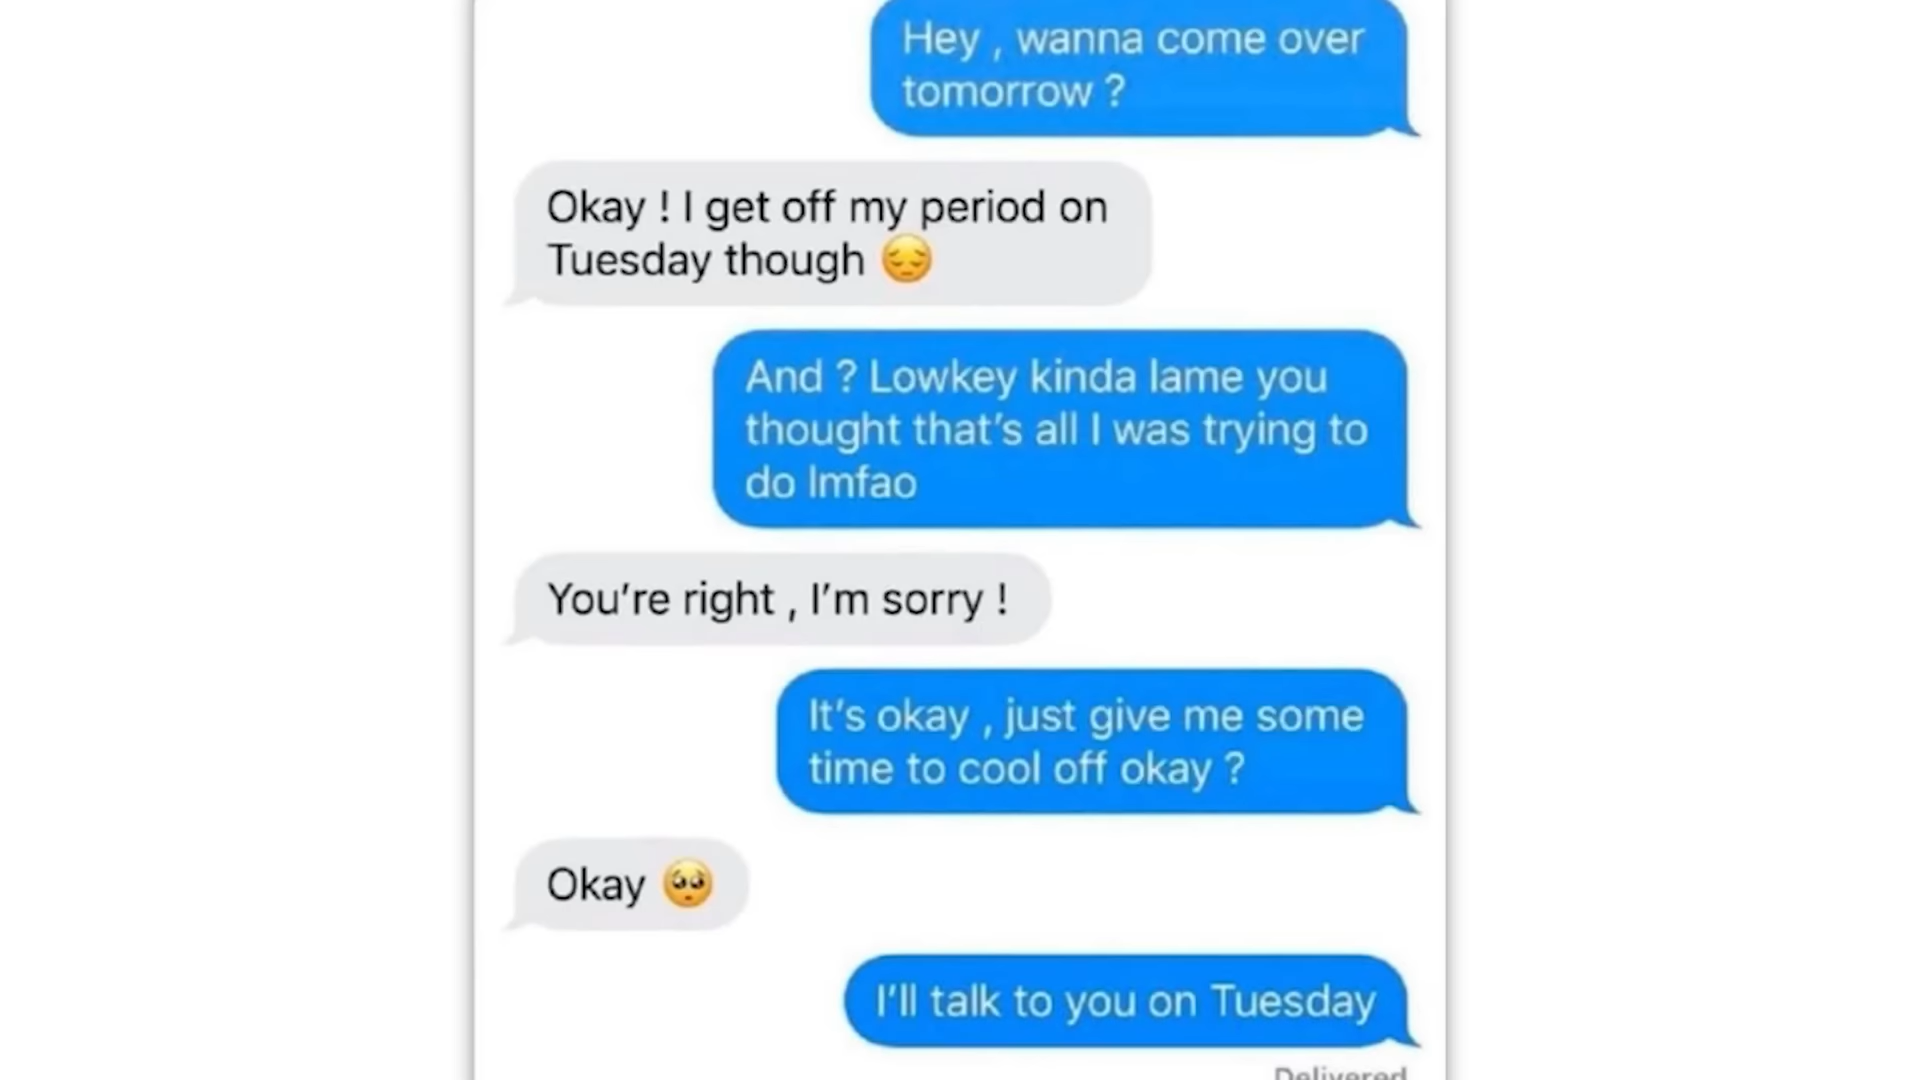 Hey , wanna come over
tomorrow ?
Okay ! I get off my period on
Tuesday though 😔
And ? Lowkey kinda lame you
thought that's all I was trying to
do lmfao
You're right , I'm sorry !
It's okay , just give me some
time to cool off okay ?
Okay 🥺
I'll talk to you on Tuesday
Delivered